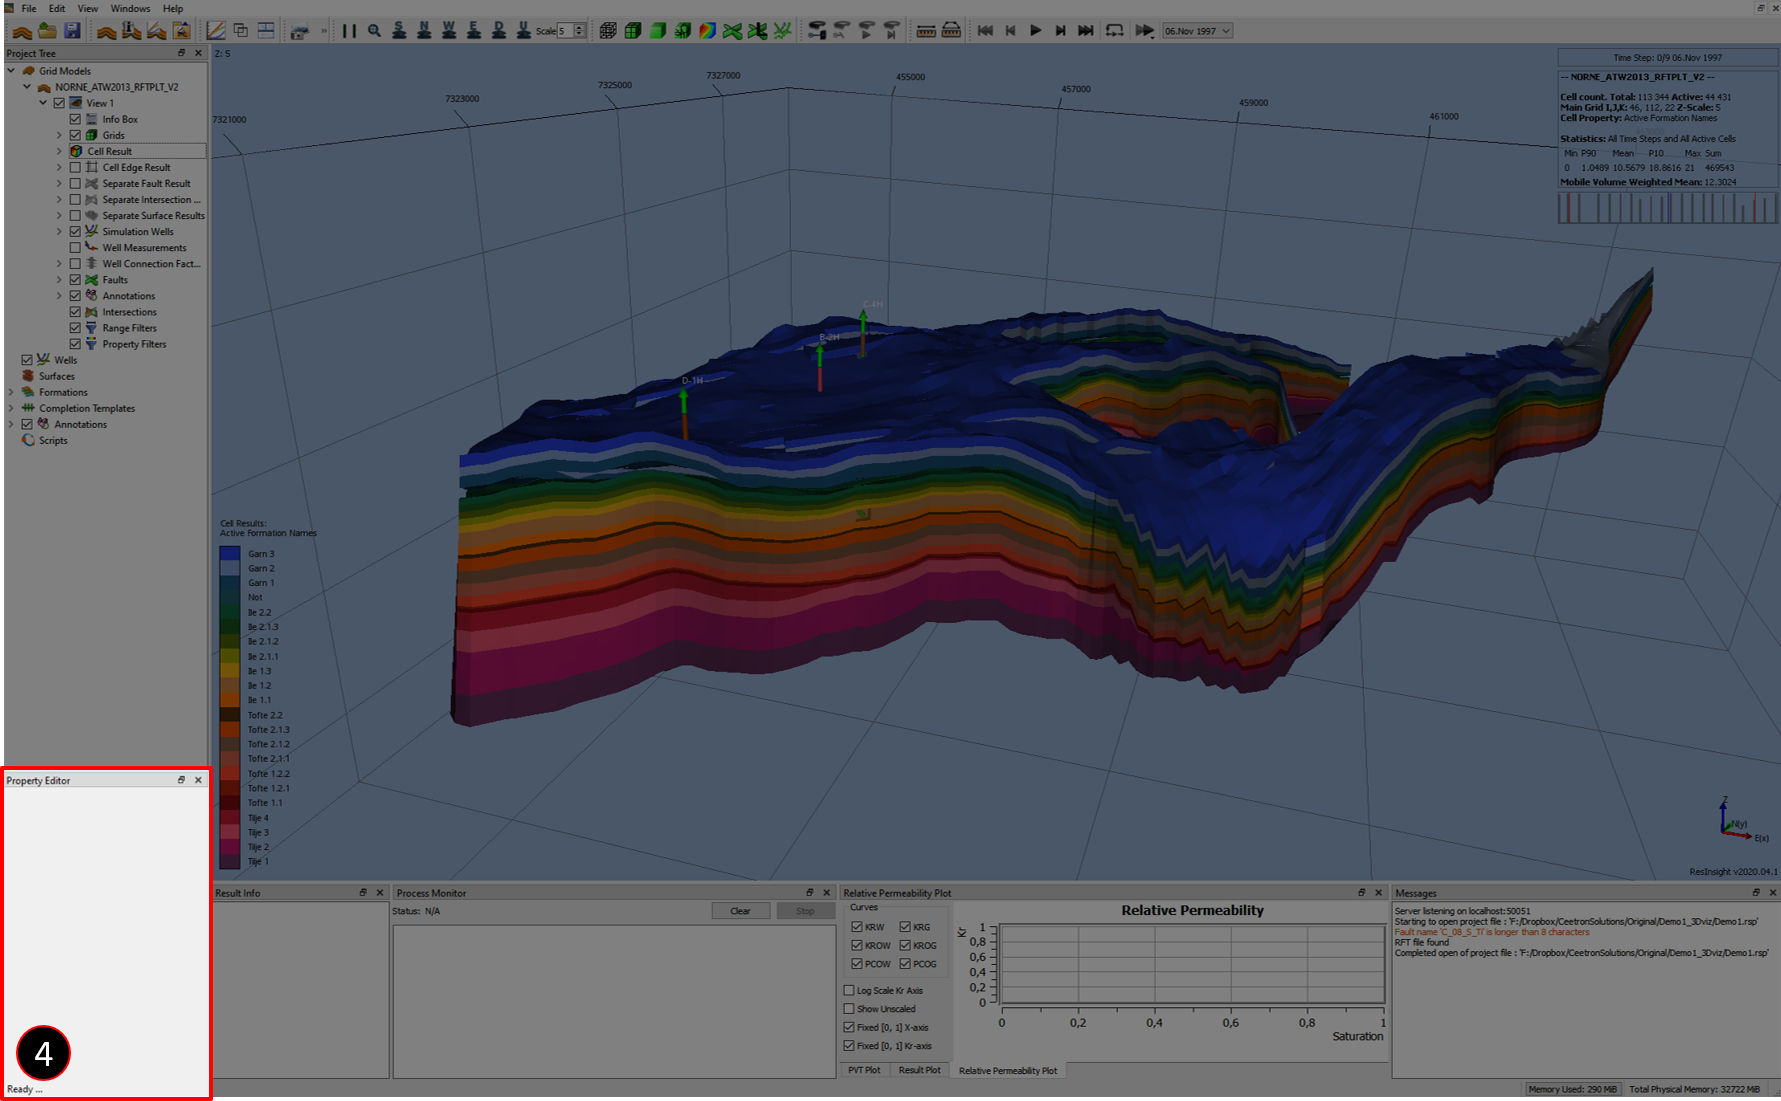 File Edit View Windows Help
Scale 5
06.Nov 1997
Project Tree
Grid Models
NORNE_ATW2013_RFTPLT_V2
View 1
Info Box
Grids
Cell Result
Cell Edge Result
Separate Fault Result
Separate Intersection ...
Separate Surface Results
Simulation Wells
Well Measurements
Well Connection Fact...
Faults
Annotations
Intersections
Range Filters
Property Filters
Wells
Surfaces
Formations
Completion Templates
Annotations
Scripts
Property Editor
4
Ready ...
Z: 5
7321000
7323000
7325000
7327000
455000
457000
459000
461000
D-1H
B-2H
C-4H
Time Step: 0/9 06.Nov 1997
-- NORNE_ATW2013_RFTPLT_V2 --
Cell count. Total: 113 344 Active: 44 431
Main Grid I,J,K: 46, 112, 22 Z-Scale: 5
Cell Property: Active Formation Names
Statistics: All Time Steps and All Active Cells
Min P90 Mean P10 Max Sum
0 1.0489 10.5679 18.8616 21 469543
Mobile Volume Weighted Mean: 12.3024
Cell Results:
Active Formation Names
Garn 3
Garn 2
Garn 1
Not
Ile 2.2
Ile 2.1.3
Ile 2.1.2
Ile 2.1.1
Ile 1.3
Ile 1.2
Ile 1.1
Tofte 2.2
Tofte 2.1.3
Tofte 2.1.2
Tofte 2.1.1
Tofte 1.2.2
Tofte 1.2.1
Tofte 1.1
Tilje 4
Tilje 3
Tilje 2
Tilje 1
Z
N(y)
E(x)
ResInsight v2020.04.1
Result Info
Process Monitor
Status: N/A
Clear
Stop
Relative Permeability Plot
Curves
KRW KRG
KROW KROG
PCOW PCOG
Log Scale Kr Axis
Show Unscaled
Fixed [0, 1] X-axis
Fixed [0, 1] Kr-axis
Relative Permeability
Kr
1
0,8
0,6
0,4
0,2
0
0 0,2 0,4 0,6 0,8 1
Saturation
PVT Plot Result Plot Relative Permeability Plot
Messages
Server listening on localhost:50051
Starting to open project file : 'F:/Dropbox/CeetronSolutions/Original/Demo1_3Dviz/Demo1.rsp'
Fault name 'C_08_S_Ti' is longer than 8 characters
RFT file found
Completed open of project file : 'F:/Dropbox/CeetronSolutions/Original/Demo1_3Dviz/Demo1.rsp'
Memory Used: 290 MiB Total Physical Memory: 32722 MiB